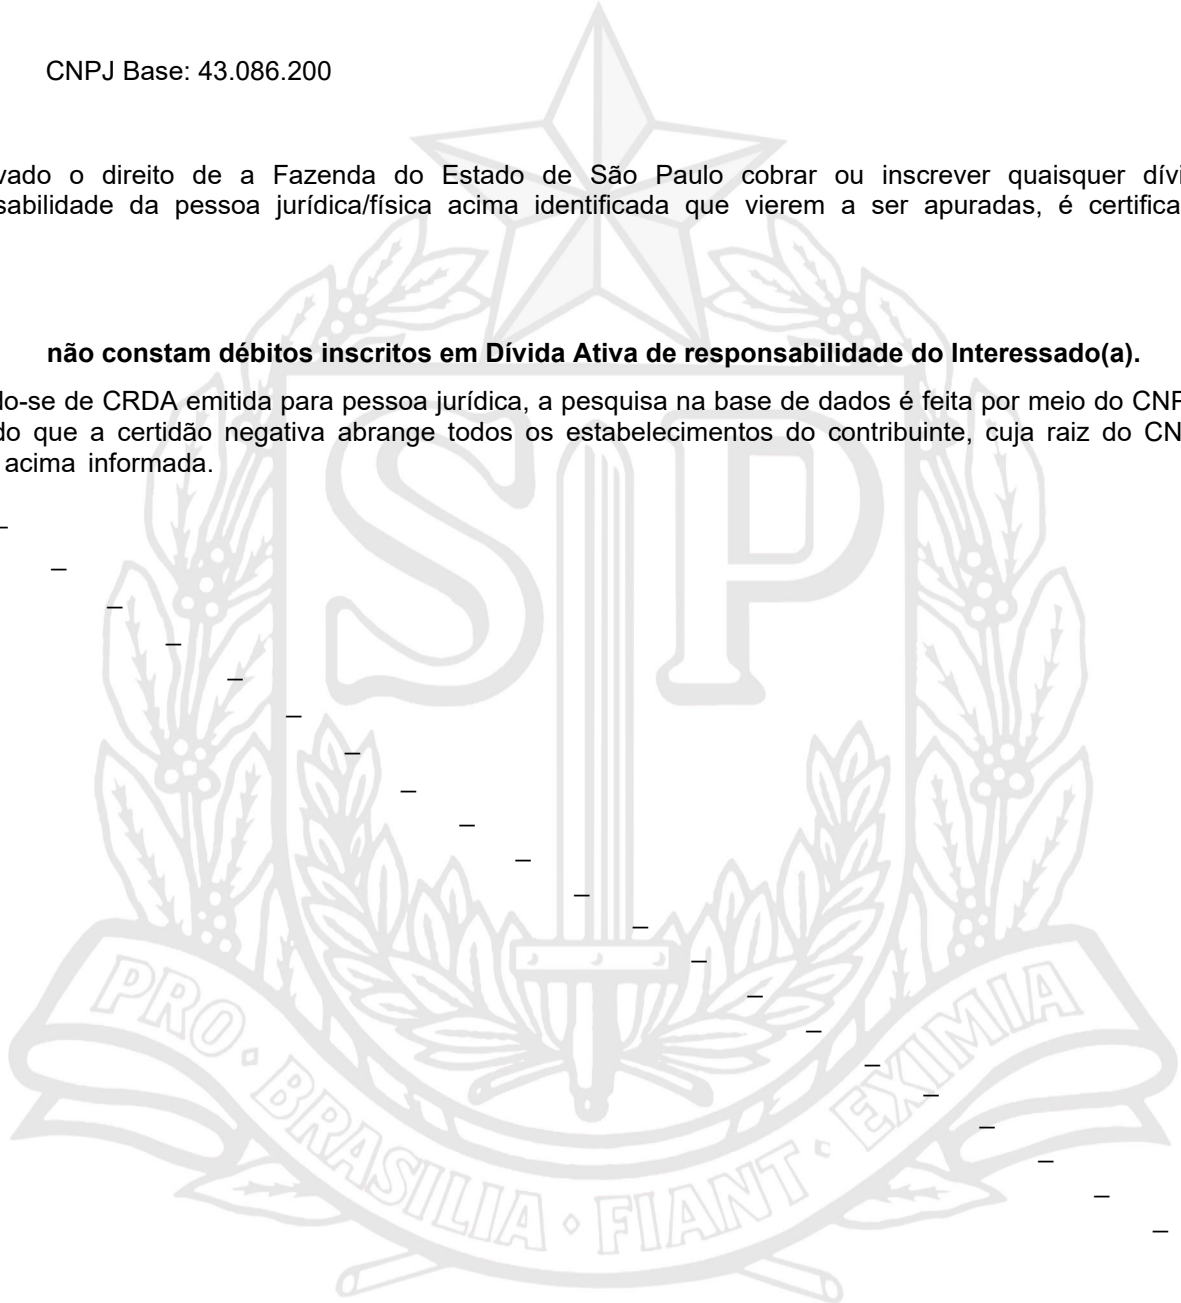 CNPJ Base: 43.086.200
vado o direito de a Fazenda do Estado de São Paulo cobrar ou inscrever quaisquer dívi
sabilidade da pessoa jurídica/física acima identificada que vierem a ser apuradas, é certifica
não constam débitos inscritos em Dívida Ativa de responsabilidade do Interessado(a).
do-se de CRDA emitida para pessoa jurídica, a pesquisa na base de dados é feita por meio do CNP
do que a certidão negativa abrange todos os estabelecimentos do contribuinte, cuja raiz do CN
acima informada.
SP
PRO • BRASILIA • FIANT • EXIMIA